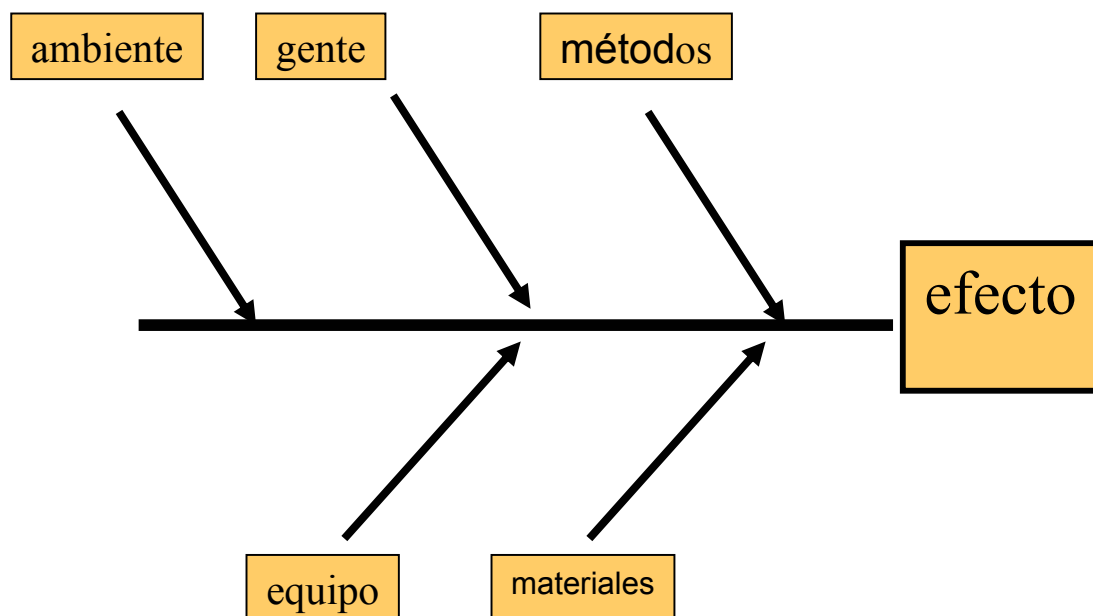 ambiente
gente
métodos
efecto
equipo
materiales